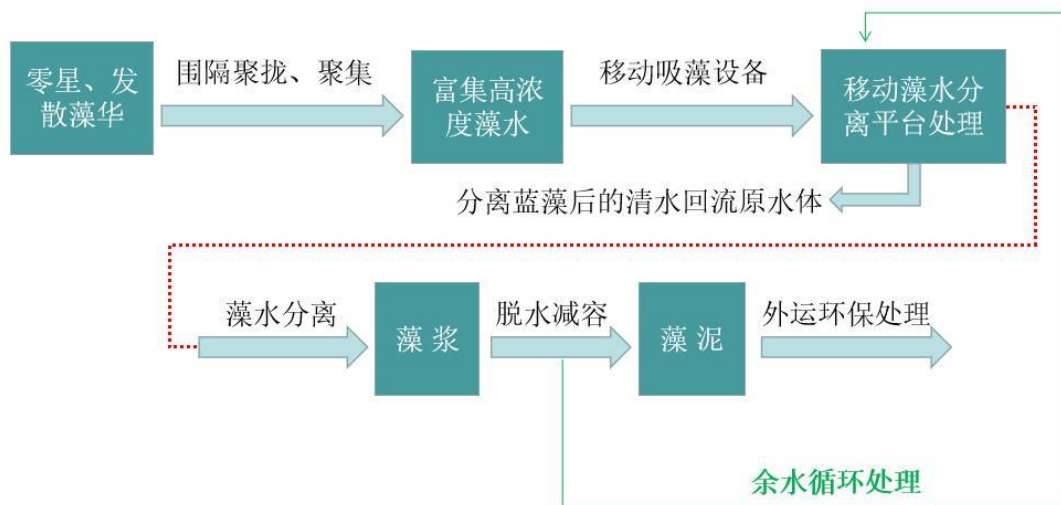 零星、发
散藻华
围隔聚拢、聚集
富集高浓
度藻水
移动吸藻设备
移动藻水分
离平台处理
分离蓝藻后的清水回流原水体
藻水分离
藻 浆
脱水减容
藻 泥
外运环保处理
余水循环处理